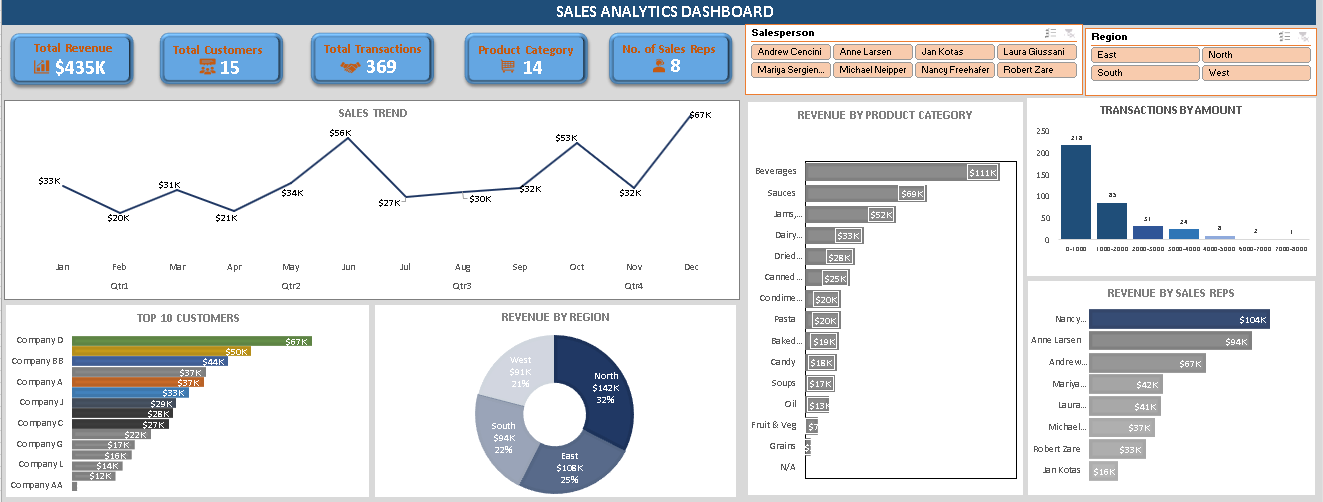 SALES ANALYTICS DASHBOARD
Total Revenue
$435K
Total Customers
15
Total Transactions
369
Product Category
14
No. of Sales Reps
8
Salesperson
Andrew Cencini
Anne Larsen
Jan Kotas
Laura Giussani
Mariya Sergien...
Michael Neipper
Nancy Freehafer
Robert Zare
Region
East
North
South
West
SALES TREND
$33K
$20K
$31K
$21K
$34K
$56K
$27K
$30K
$32K
$53K
$32K
$67K
Jan
Feb
Mar
Apr
May
Jun
Jul
Aug
Sep
Oct
Nov
Dec
Qtr1
Qtr2
Qtr3
Qtr4
TOP 10 CUSTOMERS
Company D
$67K
$50K
Company BB
$44K
$37K
Company A
$37K
$33K
Company J
$29K
$28K
Company C
$27K
$22K
Company G
$17K
$16K
Company L
$14K
$12K
Company AA
REVENUE BY REGION
North
$142K
32%
East
$108K
25%
South
$94K
22%
West
$91K
21%
REVENUE BY PRODUCT CATEGORY
Beverages
$111K
Sauces
$69K
Jams,...
$52K
Dairy...
$33K
Dried...
$28K
Canned...
$25K
Condime...
$20K
Pasta
$20K
Baked...
$19K
Candy
$18K
Soups
$17K
Oil
$13K
Fruit & Veg
$7
Grains
N/A
TRANSACTIONS BY AMOUNT
250
200
150
100
50
0
218
85
31
24
8
2
1
0-1000
1000-2000
2000-3000
3000-4000
4000-5000
6000-7000
7000-8000
REVENUE BY SALES REPS
Nancy...
$104K
Anne Larsen
$94K
Andrew...
$67K
Mariya...
$42K
Laura...
$41K
Michael...
$37K
Robert Zare
$33K
Jan Kotas
$16K